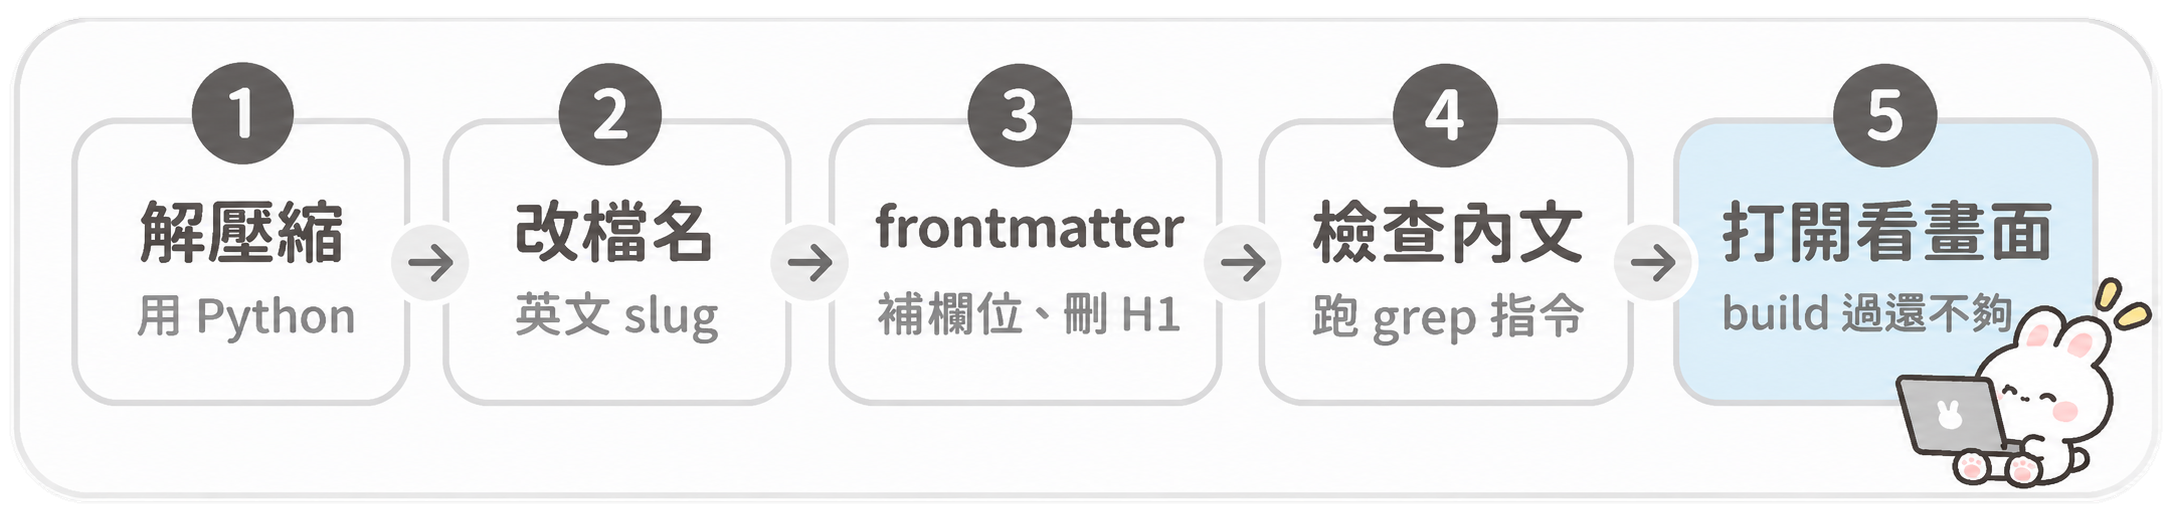 1
解壓縮
用 Python
2
改檔名
英文 slug
3
frontmatter
補欄位、刪 H1
4
檢查內文
跑 grep 指令
5
打開看畫面
build 過還不夠